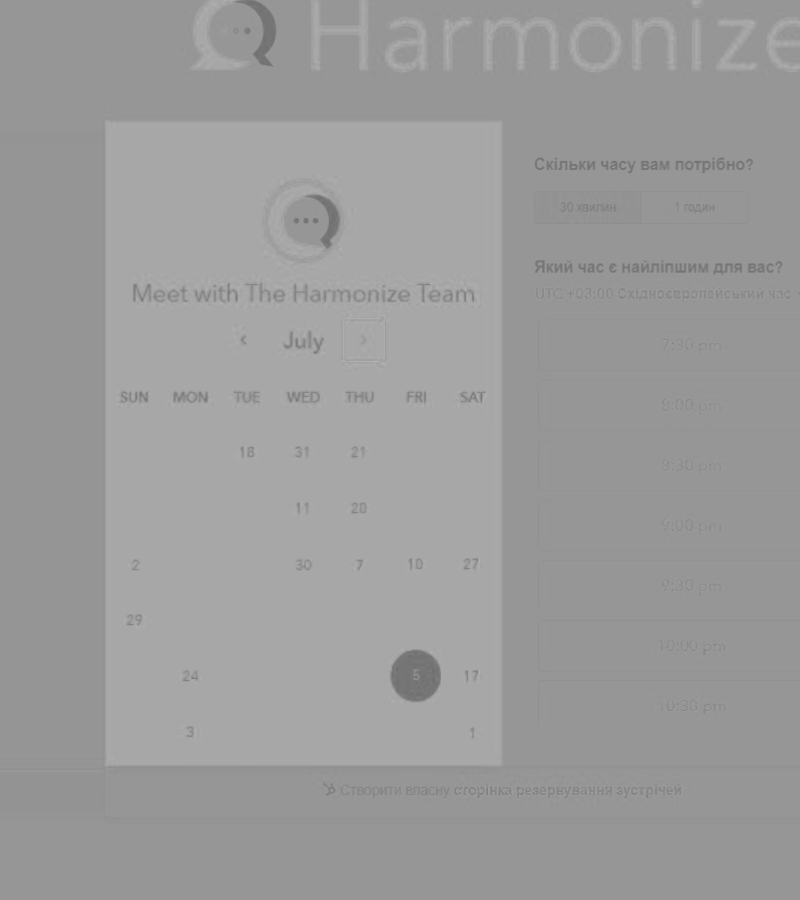 Harmonize
Meet with The Harmonize Team
July
SUN MON TUE WED THU FRI SAT
18 31 21
11 20
2 30 7 10 27
29
24 5 17
3 1
Скільки часу вам потрібно?
30 хвилин 1 годин
Який час є найліпшим для вас?
UTC +03:00 Східноєвропейський час
7:30 pm
8:00 pm
8:30 pm
9:00 pm
9:30 pm
10:00 pm
10:30 pm
Створити власну сторінка резервування зустрічей